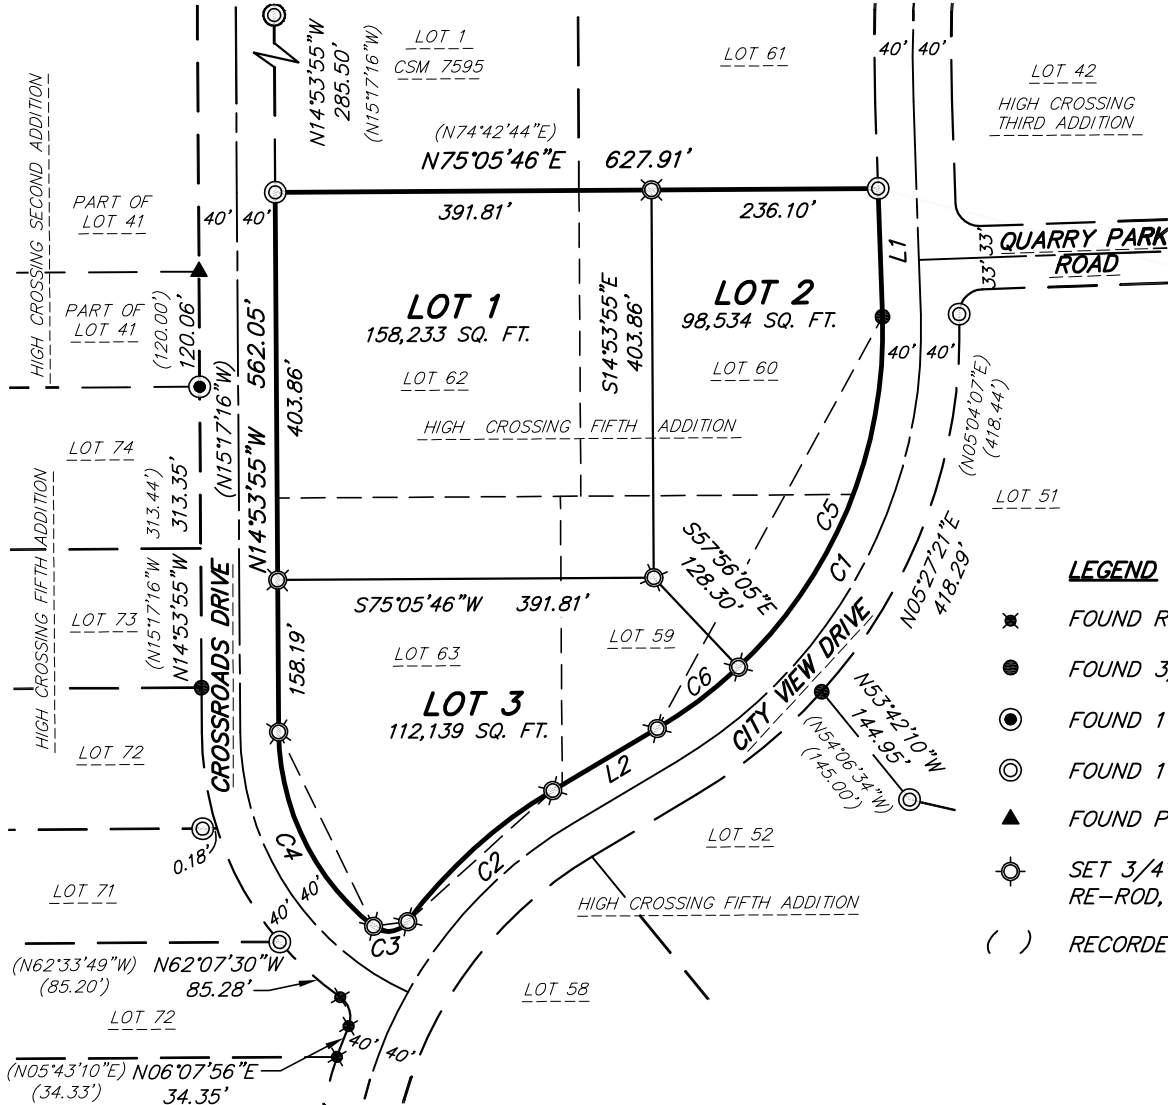 LOT 1
CSM 7595
LOT 61
40' 40'
LOT 42
HIGH CROSSING
THIRD ADDITION
N14°53'55"W
285.50'
(N15°17'16"W)
(N74°42'44"E)
N75°05'46"E 627.91'
HIGH CROSSING SECOND ADDITION
PART OF
LOT 41
40' 40'
391.81'
236.10'
L1
33'
33'
QUARRY PARK
ROAD
PART OF
LOT 41
(120.00')
120.06'
LOT 1
158,233 SQ. FT.
S14°53'55"E
403.86'
LOT 2
98,534 SQ. FT.
40' 40'
LOT 62
LOT 60
HIGH CROSSING FIFTH ADDITION
(N15°17'16"W)
N14°53'55"W 562.05'
403.86'
(N05°04'07"E)
(418.44')
LOT 74
313.44')
313.35'
(N15°17'16"W
N14°53'55"W
HIGH CROSSING FIFTH ADDITION
LOT 51
C5
C1
S57°56'05"E
128.30'
N05°27'21"E
418.29'
CROSSROADS DRIVE
S75°05'46"W 391.81'
LOT 73
LOT 59
LOT 63
158.19'
LOT 3
112,139 SQ. FT.
C6
CITY VIEW DRIVE
N53°42'10"W
144.95'
(N54°06'34"W)
(145.00')
LOT 72
L2
0.18'
C4
C2
LOT 52
LOT 71
40'
40'
C3
HIGH CROSSING FIFTH ADDITION
(N62°33'49"W)
(85.20')
N62°07'30"W
85.28'
LOT 58
LOT 72
40'
40'
(N05°43'10"E)
(34.33')
N06°07'56"E
34.35'
LEGEND
FOUND R
FOUND 3/
FOUND 1
FOUND 1
FOUND P
SET 3/4
RE-ROD,
( ) RECORDE